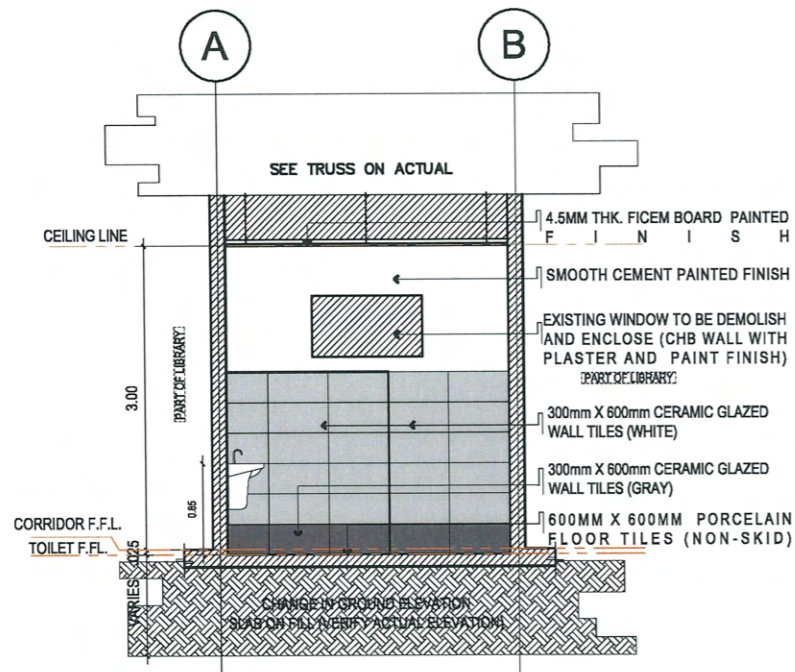 A
B
SEE TRUSS ON ACTUAL
4.5MM THK. FICEM BOARD PAINTED
F I N I S H
CEILING LINE
SMOOTH CEMENT PAINTED FINISH
EXISTING WINDOW TO BE DEMOLISH
AND ENCLOSE (CHB WALL WITH
PLASTER AND PAINT FINISH)
PART OF LIBRARY
PART OF LIBRARY
3.00
300mm X 600mm CERAMIC GLAZED
WALL TILES (WHITE)
300mm X 600mm CERAMIC GLAZED
WALL TILES (GRAY)
0.85
600MM X 600MM PORCELAIN
FLOOR TILES (NON-SKID)
CORRIDOR F.F.L.
TOILET F.FL.
.025
VARIES
CHANGE IN GROUND ELEVATION
SLAB ON FILL (VERIFY ACTUAL ELEVATION)